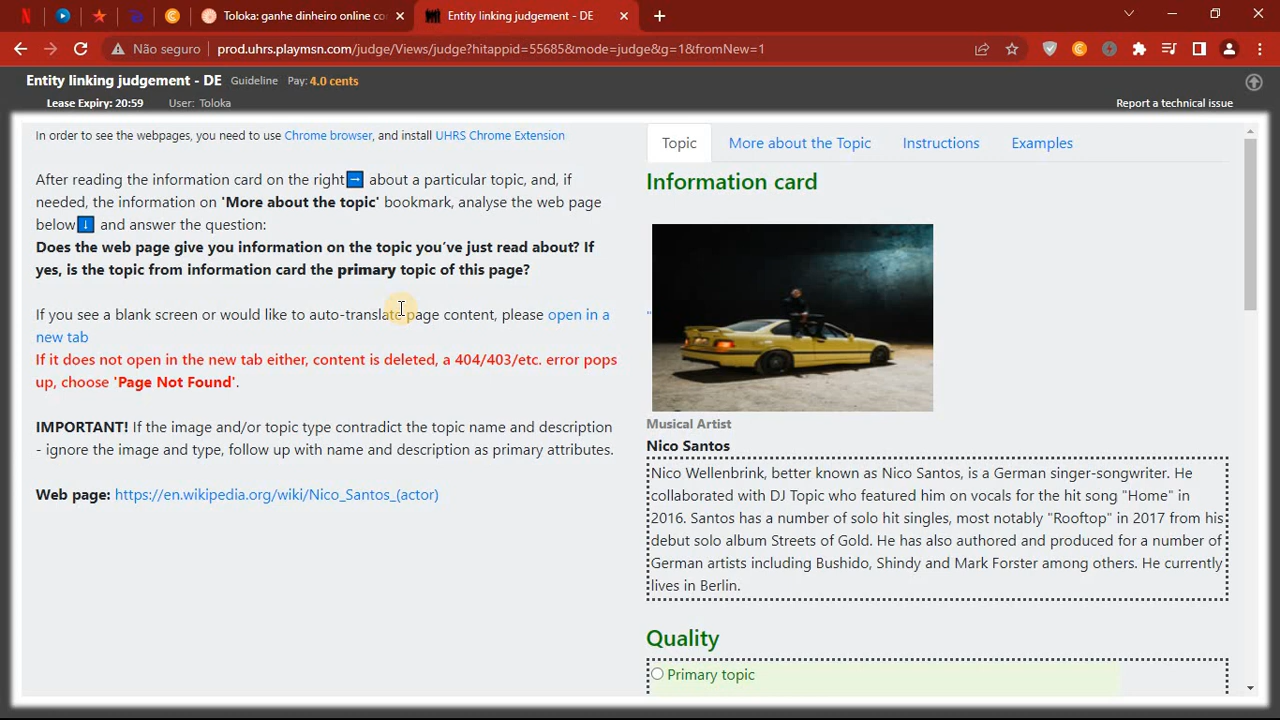 Toloka: ganhe dinheiro online co
Entity linking judgement - DE
Não seguro
prod.uhrs.playmsn.com/judge/Views/judge?hitappid=55685&mode=judge&g=1&fromNew=1
Entity linking judgement - DE Guideline Pay: 4.0 cents
Lease Expiry: 20:59 User: Toloka
Report a technical issue
In order to see the webpages, you need to use Chrome browser, and install UHRS Chrome Extension
After reading the information card on the right about a particular topic, and, if
needed, the information on 'More about the topic' bookmark, analyse the web page
below and answer the question:
Does the web page give you information on the topic you've just read about? If
yes, is the topic from information card the primary topic of this page?
If you see a blank screen or would like to auto-translate page content, please open in a
new tab
If it does not open in the new tab either, content is deleted, a 404/403/etc. error pops
up, choose 'Page Not Found'.
IMPORTANT! If the image and/or topic type contradict the topic name and description
- ignore the image and type, follow up with name and description as primary attributes.
Web page: https://en.wikipedia.org/wiki/Nico_Santos_(actor)
Topic More about the Topic Instructions Examples
Information card
"
Musical Artist
Nico Santos
Nico Wellenbrink, better known as Nico Santos, is a German singer-songwriter. He
collaborated with DJ Topic who featured him on vocals for the hit song "Home" in
2016. Santos has a number of solo hit singles, most notably "Rooftop" in 2017 from his
debut solo album Streets of Gold. He has also authored and produced for a number of
German artists including Bushido, Shindy and Mark Forster among others. He currently
lives in Berlin.
Quality
Primary topic